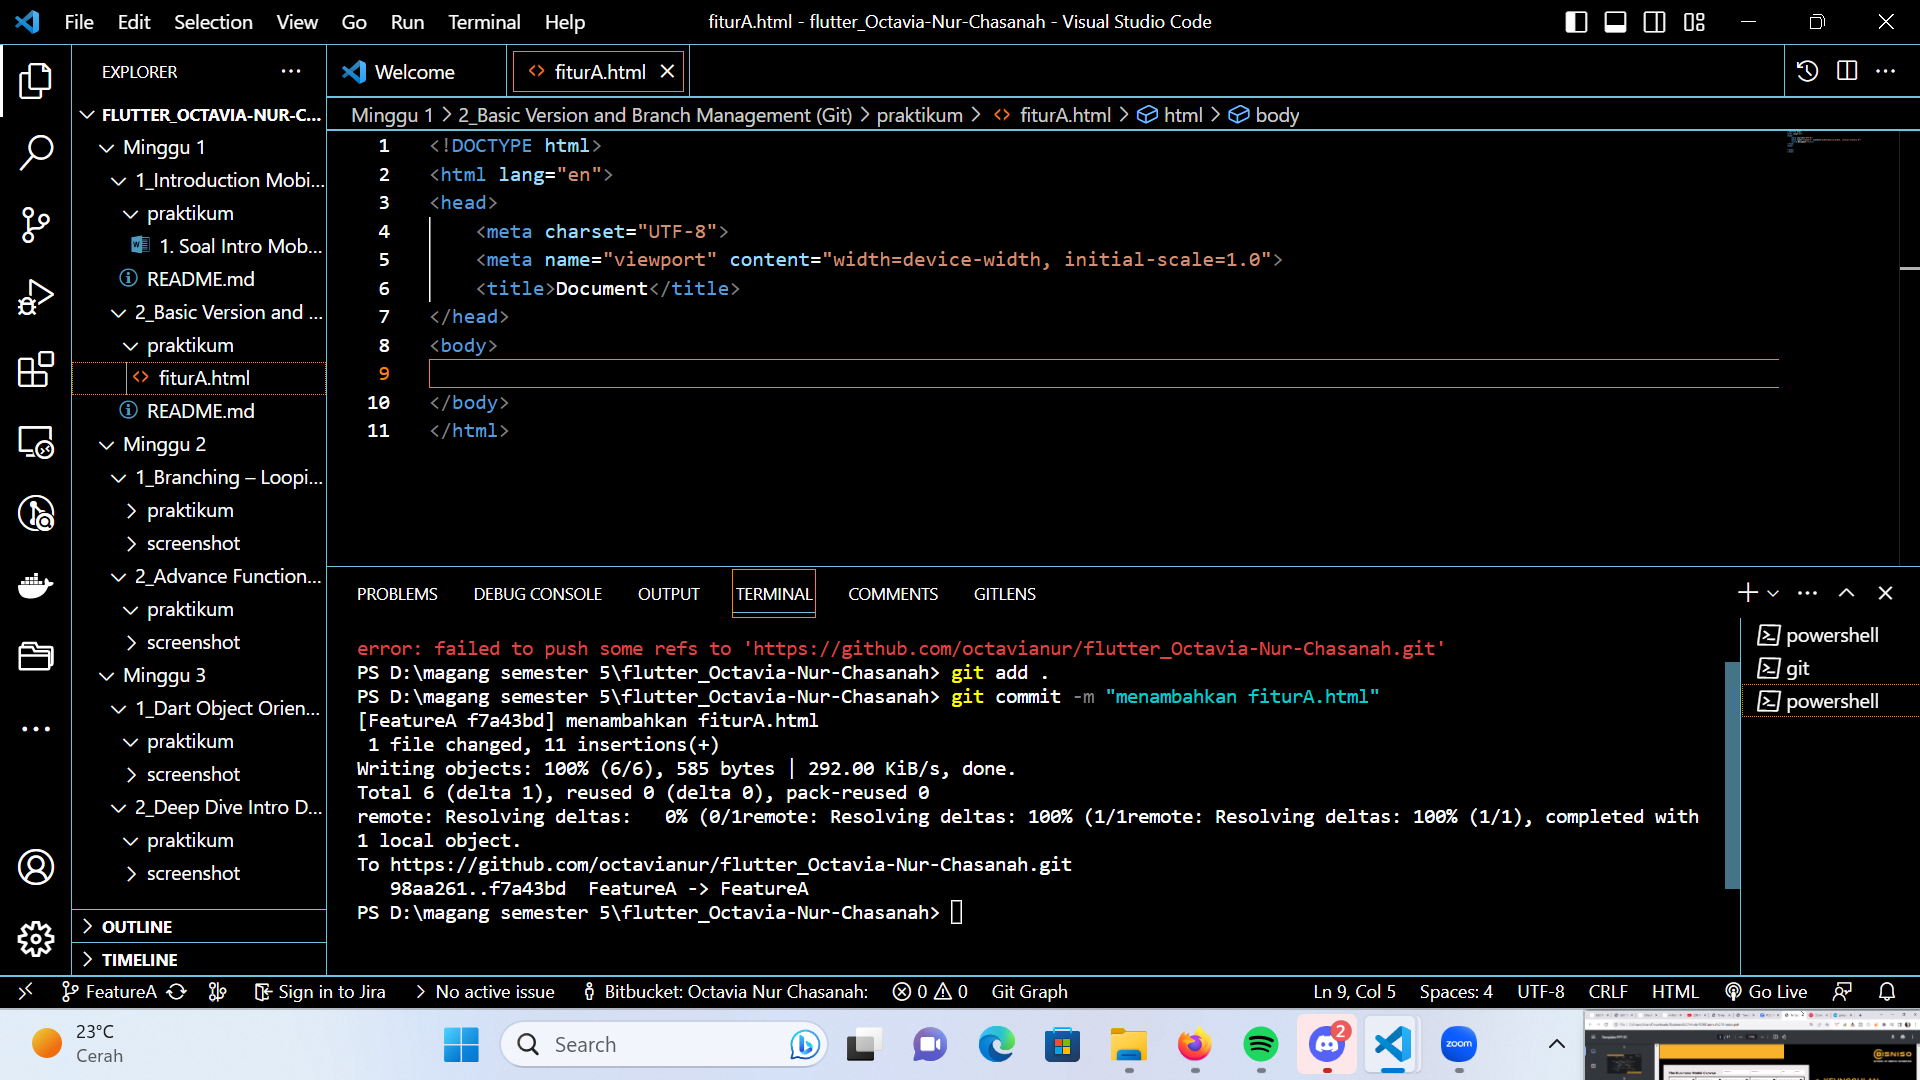 File Edit Selection View Go Run Terminal Help
fiturA.html - flutter_Octavia-Nur-Chasanah - Visual Studio Code
EXPLORER
FLUTTER_OCTAVIA-NUR-C...
Minggu 1
1_Introduction Mobi...
praktikum
1. Soal Intro Mob...
README.md
2_Basic Version and ...
praktikum
fiturA.html
README.md
Minggu 2
1_Branching – Loopi...
praktikum
screenshot
2_Advance Function...
praktikum
screenshot
Minggu 3
1_Dart Object Orien...
praktikum
screenshot
2_Deep Dive Intro D...
praktikum
screenshot
OUTLINE
TIMELINE
Welcome
fiturA.html
Minggu 1 > 2_Basic Version and Branch Management (Git) > praktikum > fiturA.html > html > body
1 <!DOCTYPE html>
2 <html lang="en">
3 <head>
4 <meta charset="UTF-8">
5 <meta name="viewport" content="width=device-width, initial-scale=1.0">
6 <title>Document</title>
7 </head>
8 <body>
9
10 </body>
11 </html>
PROBLEMS DEBUG CONSOLE OUTPUT TERMINAL COMMENTS GITLENS
error: failed to push some refs to 'https://github.com/octavianur/flutter_Octavia-Nur-Chasanah.git'
PS D:\magang semester 5\flutter_Octavia-Nur-Chasanah> git add .
PS D:\magang semester 5\flutter_Octavia-Nur-Chasanah> git commit -m "menambahkan fiturA.html"
[FeatureA f7a43bd] menambahkan fiturA.html
1 file changed, 11 insertions(+)
Writing objects: 100% (6/6), 585 bytes | 292.00 KiB/s, done.
Total 6 (delta 1), reused 0 (delta 0), pack-reused 0
remote: Resolving deltas:   0% (0/1remote: Resolving deltas: 100% (1/1remote: Resolving deltas: 100% (1/1), completed with
1 local object.
To https://github.com/octavianur/flutter_Octavia-Nur-Chasanah.git
98aa261..f7a43bd  FeatureA -> FeatureA
PS D:\magang semester 5\flutter_Octavia-Nur-Chasanah>
powershell
git
powershell
FeatureA Sign in to Jira No active issue Bitbucket: Octavia Nur Chasanah: 0 0 Git Graph Ln 9, Col 5 Spaces: 4 UTF-8 CRLF HTML Go Live
23°C
Cerah
Search
2
zoom